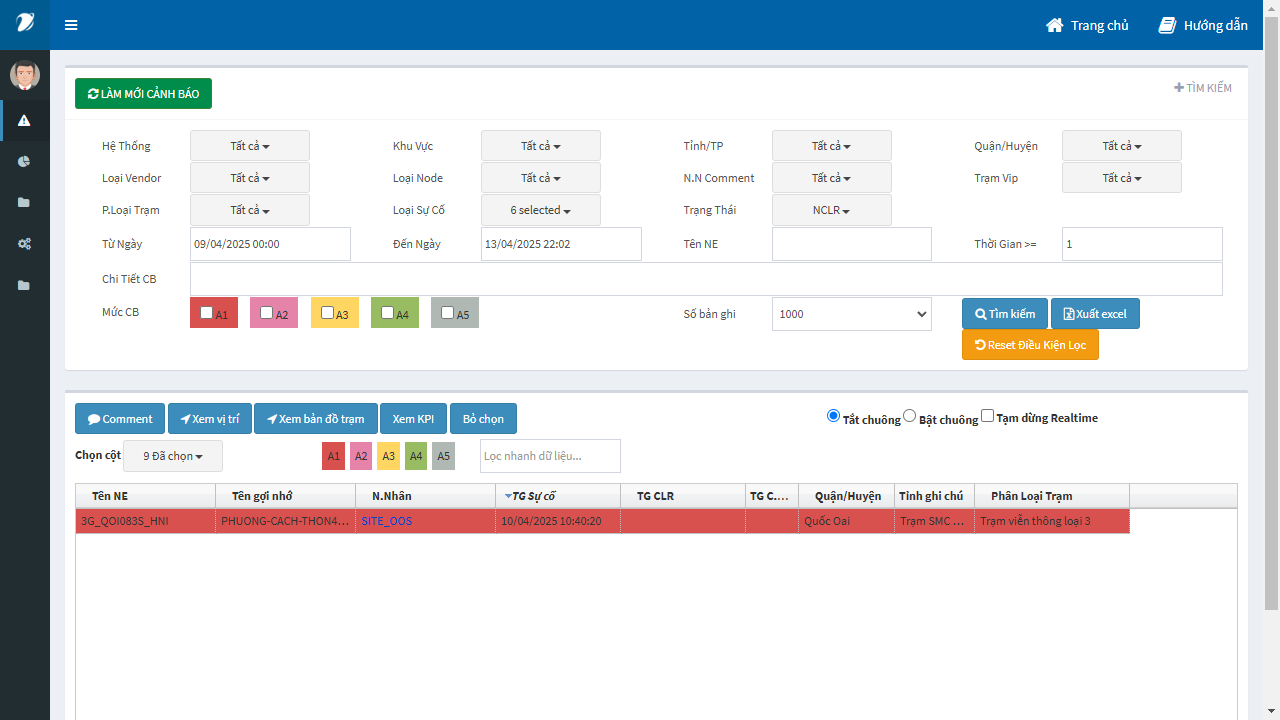 Trang chủ Hướng dẫn
LÀM MỚI CẢNH BÁO TÌM KIẾM
Hệ Thống Tất cả Khu Vực Tất cả Tỉnh/TP Tất cả Quận/Huyện Tất cả
Loại Vendor Tất cả Loại Node Tất cả N.N Comment Tất cả Trạm Vip Tất cả
P.Loại Trạm Tất cả Loại Sự Cố 6 selected Trạng Thái NCLR
Từ Ngày 09/04/2025 00:00 Đến Ngày 13/04/2025 22:02 Tên NE Thời Gian >= 1
Chi Tiết CB
Mức CB A1 A2 A3 A4 A5 Số bản ghi 1000 Tìm kiếm Xuất excel
Reset Điều Kiện Lọc
Comment Xem vị trí Xem bản đồ trạm Xem KPI Bỏ chọn Tắt chuông Bật chuông Tạm dừng Realtime
Chọn cột 9 Đã chọn A1 A2 A3 A4 A5 Lọc nhanh dữ liệu...
Tên NE Tên gợi nhớ N.Nhân TG Sự cố TG CLR TG C.... Quận/Huyện Tỉnh ghi chú Phân Loại Trạm
3G_QOI083S_HNI PHUONG-CACH-THON4... SITE_OOS 10/04/2025 10:40:20 Quốc Oai Trạm SMC ... Trạm viễn thông loại 3